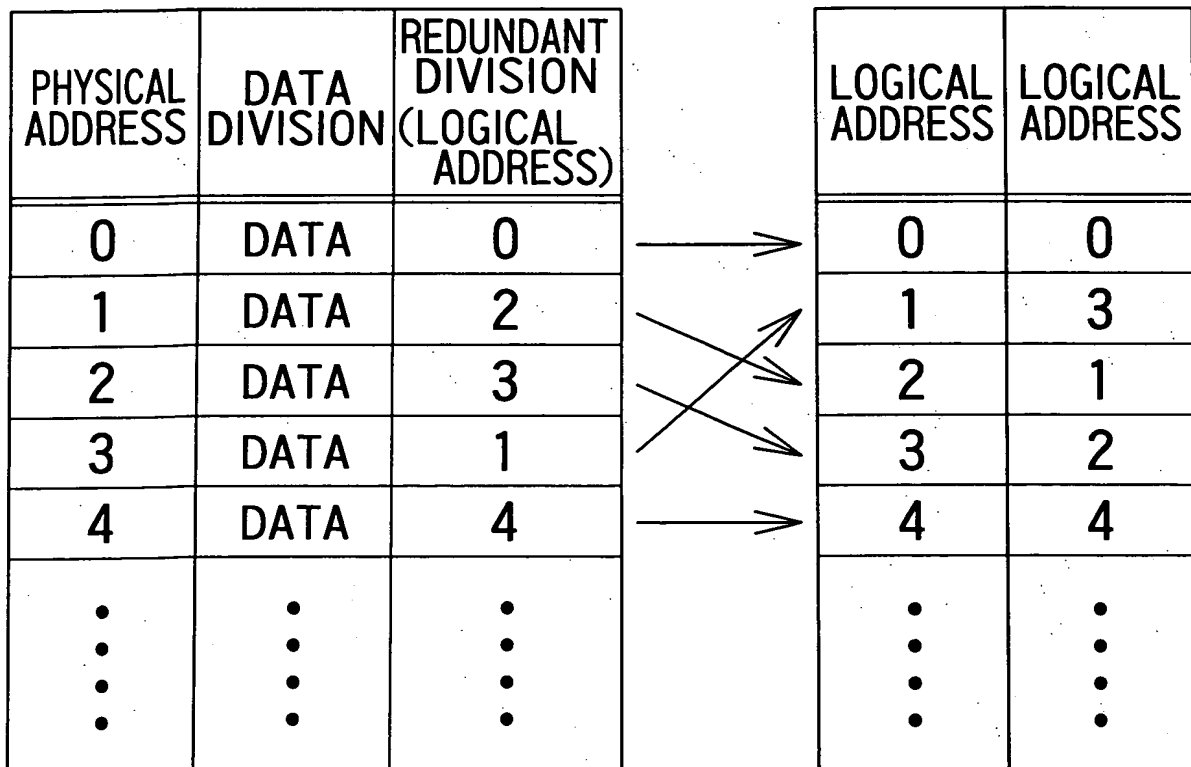 PHYSICAL
ADDRESS
DATA
DIVISION
REDUNDANT
DIVISION
(LOGICAL
ADDRESS)
0 DATA 0
1 DATA 2
2 DATA 3
3 DATA 1
4 DATA 4
LOGICAL
ADDRESS
LOGICAL
ADDRESS
0 0
1 3
2 1
3 2
4 4